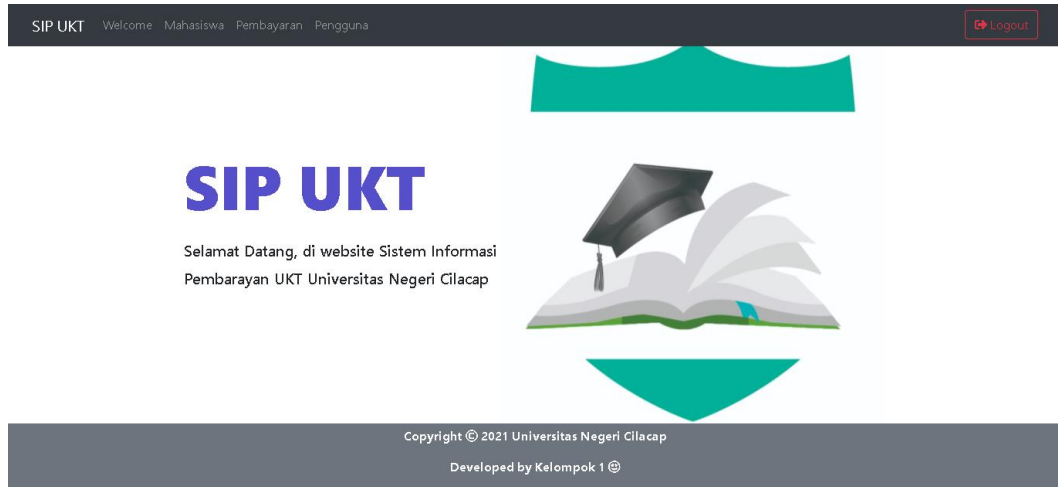 SIP UKT Welcome Mahasiswa Pembayaran Pengguna Logout
SIP UKT
Selamat Datang, di website Sistem Informasi
Pembarayan UKT Universitas Negeri Cilacap
Copyright © 2021 Universitas Negeri Cilacap
Developed by Kelompok 1